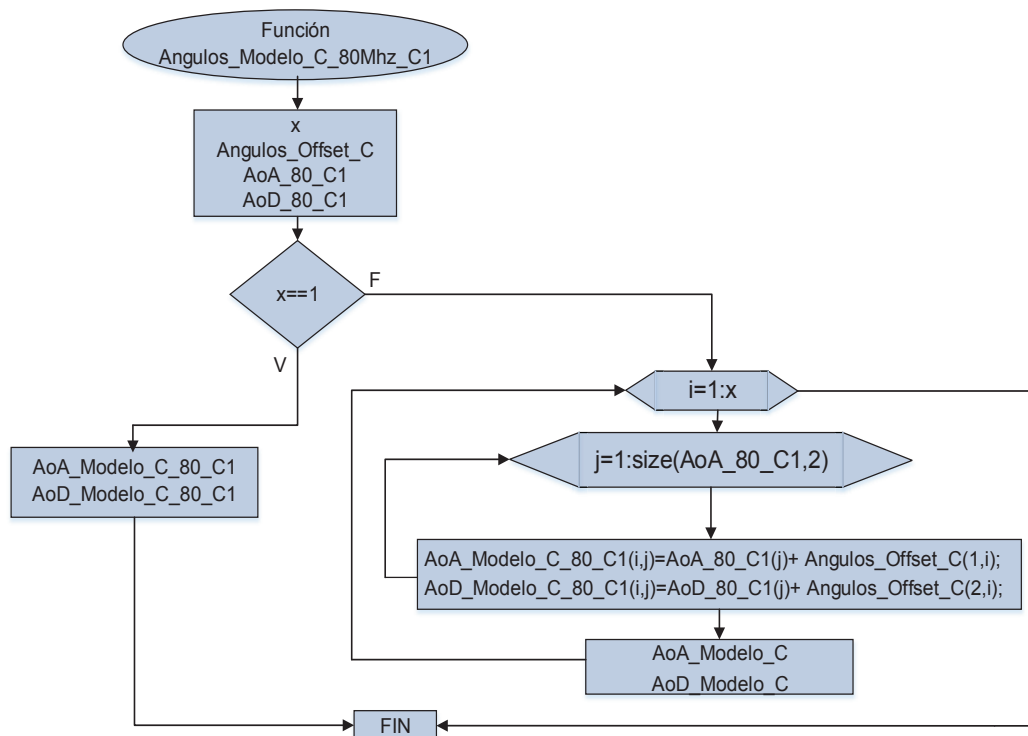 Función
Angulos_Modelo_C_80Mhz_C1
x
Angulos_Offset_C
AoA_80_C1
AoD_80_C1
x==1
F
V
i=1:x
j=1:size(AoA_80_C1,2)
AoA_Modelo_C_80_C1
AoD_Modelo_C_80_C1
AoA_Modelo_C_80_C1(i,j)=AoA_80_C1(j)+ Angulos_Offset_C(1,i);
AoD_Modelo_C_80_C1(i,j)=AoD_80_C1(j)+ Angulos_Offset_C(2,i);
AoA_Modelo_C
AoD_Modelo_C
FIN